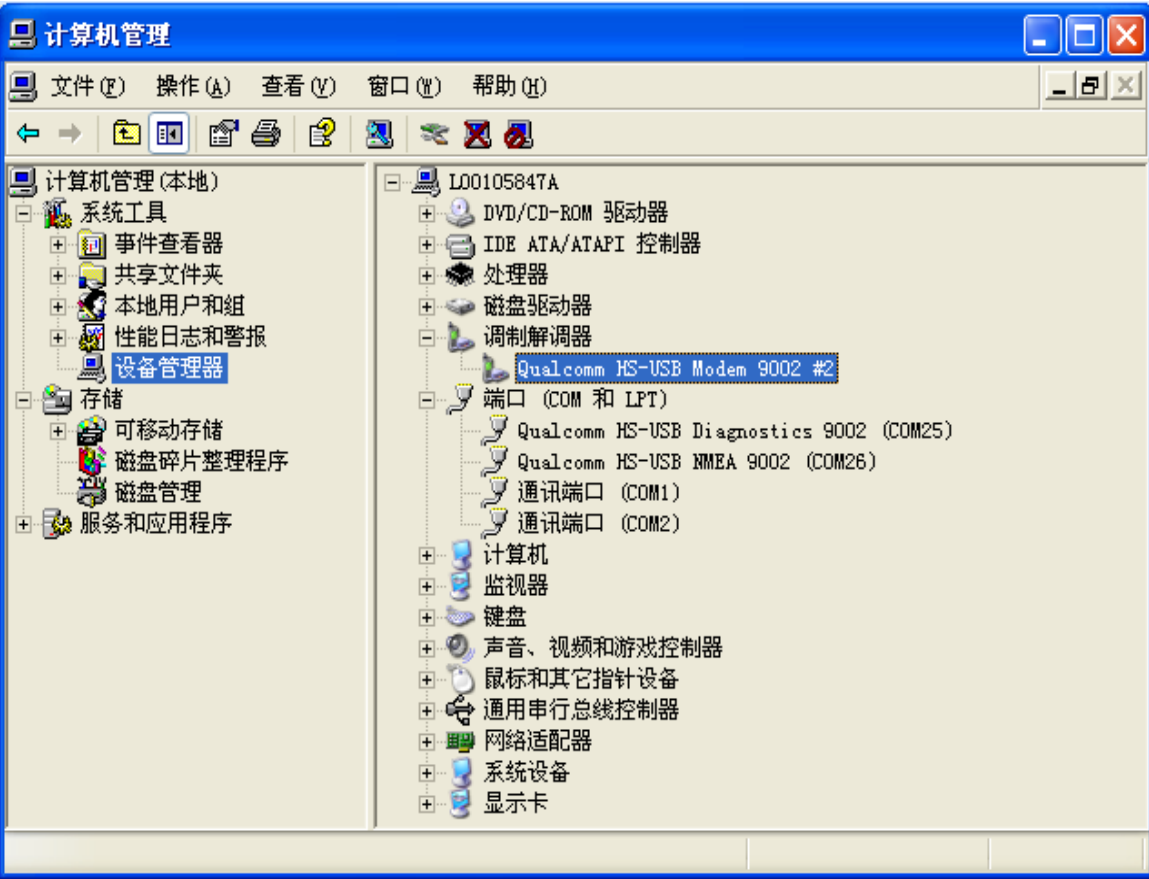 计算机管理
文件(F) 操作(A) 查看(V) 窗口(W) 帮助(H)
计算机管理(本地)
系统工具
事件查看器
共享文件夹
本地用户和组
性能日志和警报
设备管理器
存储
可移动存储
磁盘碎片整理程序
磁盘管理
服务和应用程序
L00105847A
DVD/CD-ROM 驱动器
IDE ATA/ATAPI 控制器
处理器
磁盘驱动器
调制解调器
Qualcomm HS-USB Modem 9002 #2
端口 (COM 和 LPT)
Qualcomm HS-USB Diagnostics 9002 (COM25)
Qualcomm HS-USB NMEA 9002 (COM26)
通讯端口 (COM1)
通讯端口 (COM2)
计算机
监视器
键盘
声音、视频和游戏控制器
鼠标和其它指针设备
通用串行总线控制器
网络适配器
系统设备
显示卡